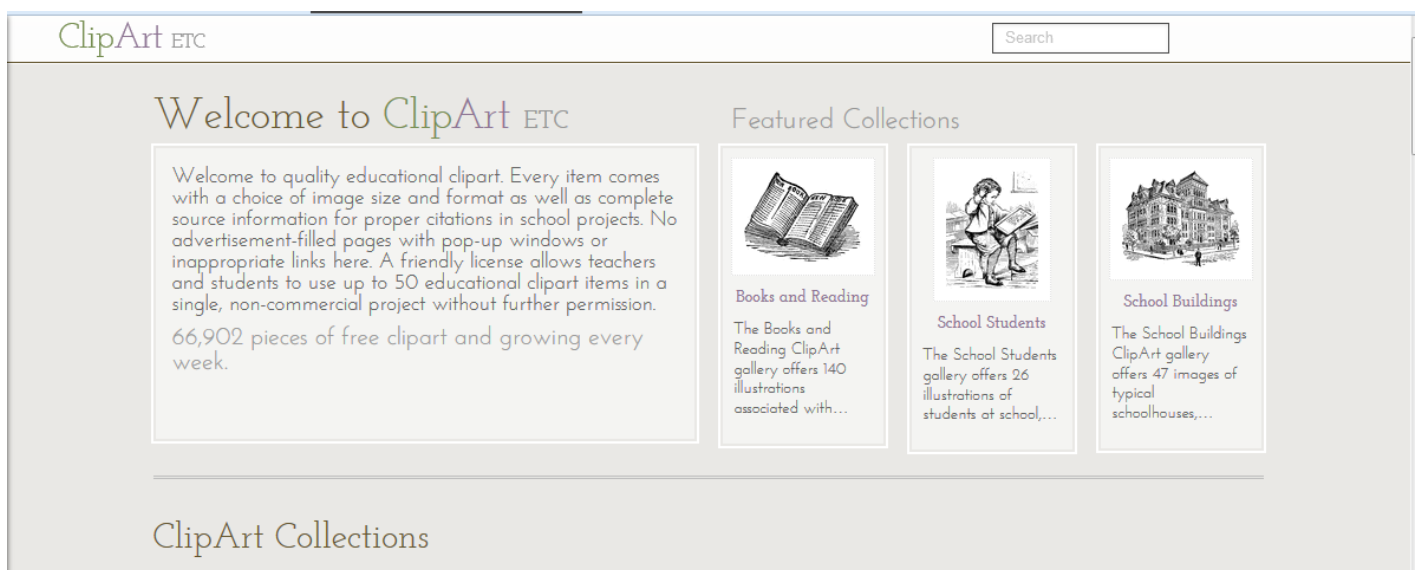 ClipArt ETC
Search
Welcome to ClipArt ETC
Welcome to quality educational clipart. Every item comes
with a choice of image size and format as well as complete
source information for proper citations in school projects. No
advertisement-filled pages with pop-up windows or
inappropriate links here. A friendly license allows teachers
and students to use up to 50 educational clipart items in a
single, non-commercial project without further permission.
66,902 pieces of free clipart and growing every
week.
Featured Collections
Books and Reading
The Books and
Reading ClipArt
gallery offers 140
illustrations
associated with...
School Students
The School Students
gallery offers 26
illustrations of
students at school,...
School Buildings
The School Buildings
ClipArt gallery
offers 47 images of
typical
schoolhouses,...
ClipArt Collections